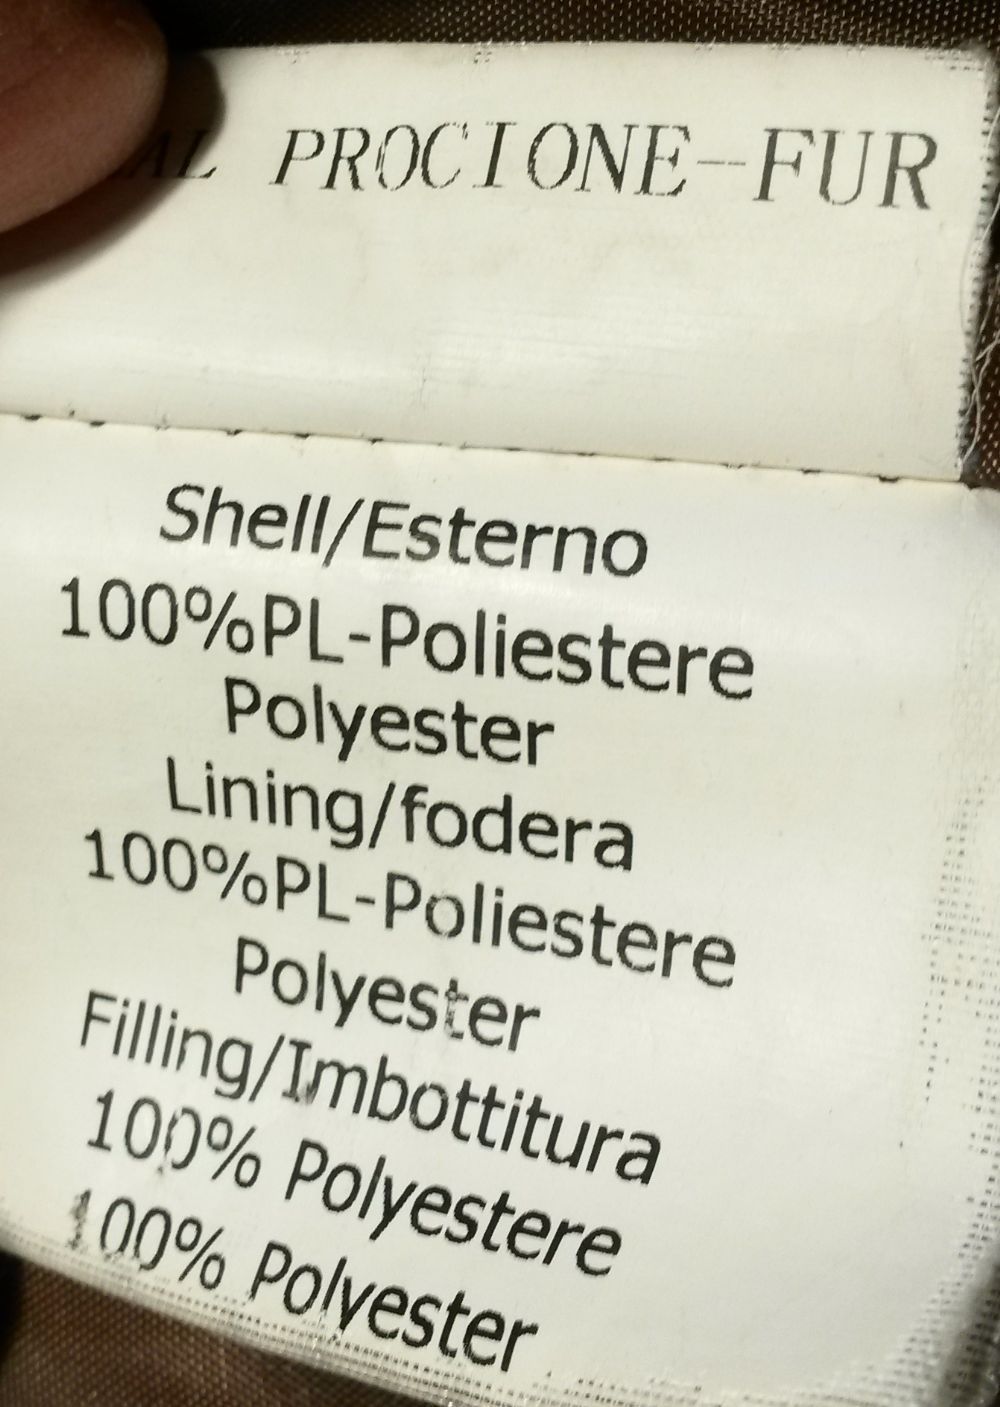 PROCIONE-FUR
Shell/Esterno
100%PL-Poliestere
Polyester
Lining/fodera
100%PL-Poliestere
Polyester
Filling/Imbottitura
100% Polyestere
100% Polyester